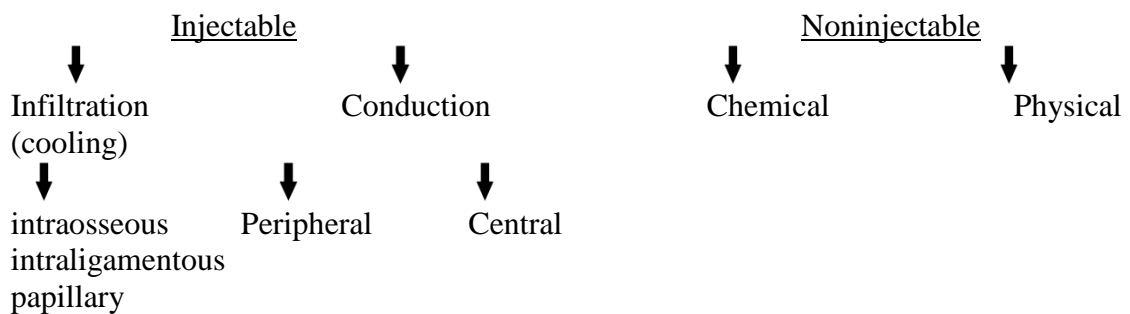 Injectable Noninjectable
Infiltration Conduction Chemical Physical
(cooling)
intraosseous Peripheral Central
intraligamentous
papillary